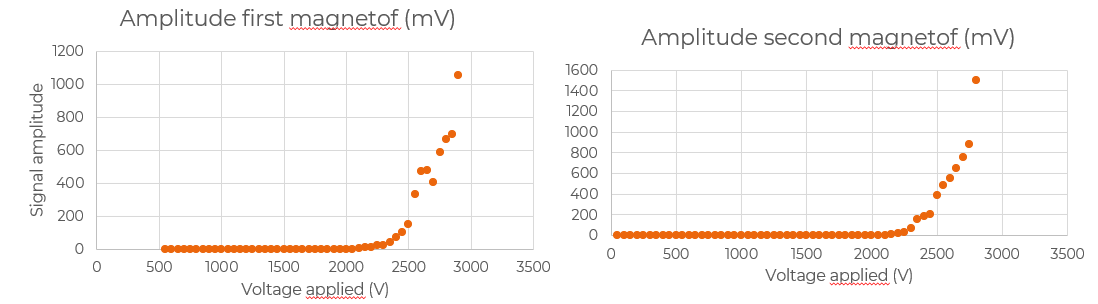 Amplitude first magnetof (mV)
1200
1000
800
600
400
200
0
Signal amplitude
0 500 1000 1500 2000 2500 3000 3500
Voltage applied (V)
Amplitude second magnetof (mV)
1600
1400
1200
1000
800
600
400
200
0
0 500 1000 1500 2000 2500 3000 3500
Voltage applied (V)